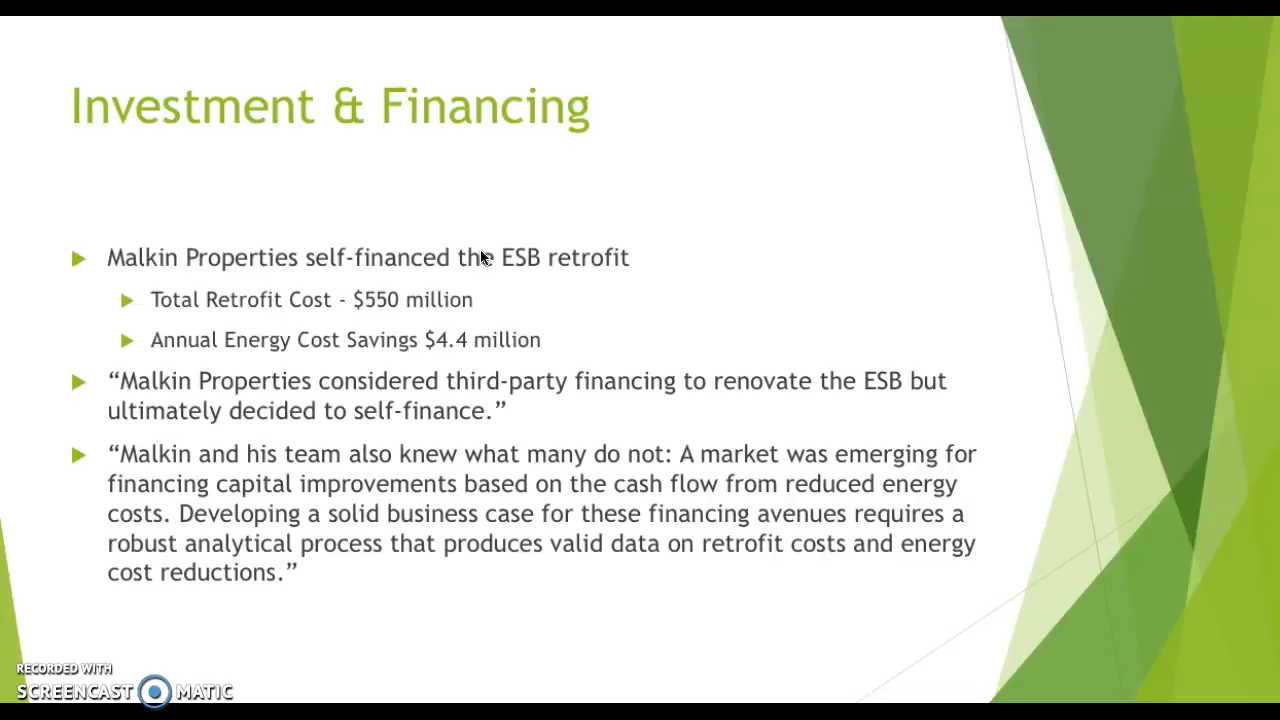 Investment & Financing
Malkin Properties self-financed the ESB retrofit
Total Retrofit Cost - $550 million
Annual Energy Cost Savings $4.4 million
“Malkin Properties considered third-party financing to renovate the ESB but
ultimately decided to self-finance.”
“Malkin and his team also knew what many do not: A market was emerging for
financing capital improvements based on the cash flow from reduced energy
costs. Developing a solid business case for these financing avenues requires a
robust analytical process that produces valid data on retrofit costs and energy
cost reductions.”
RECORDED WITH
SCREENCAST MATIC